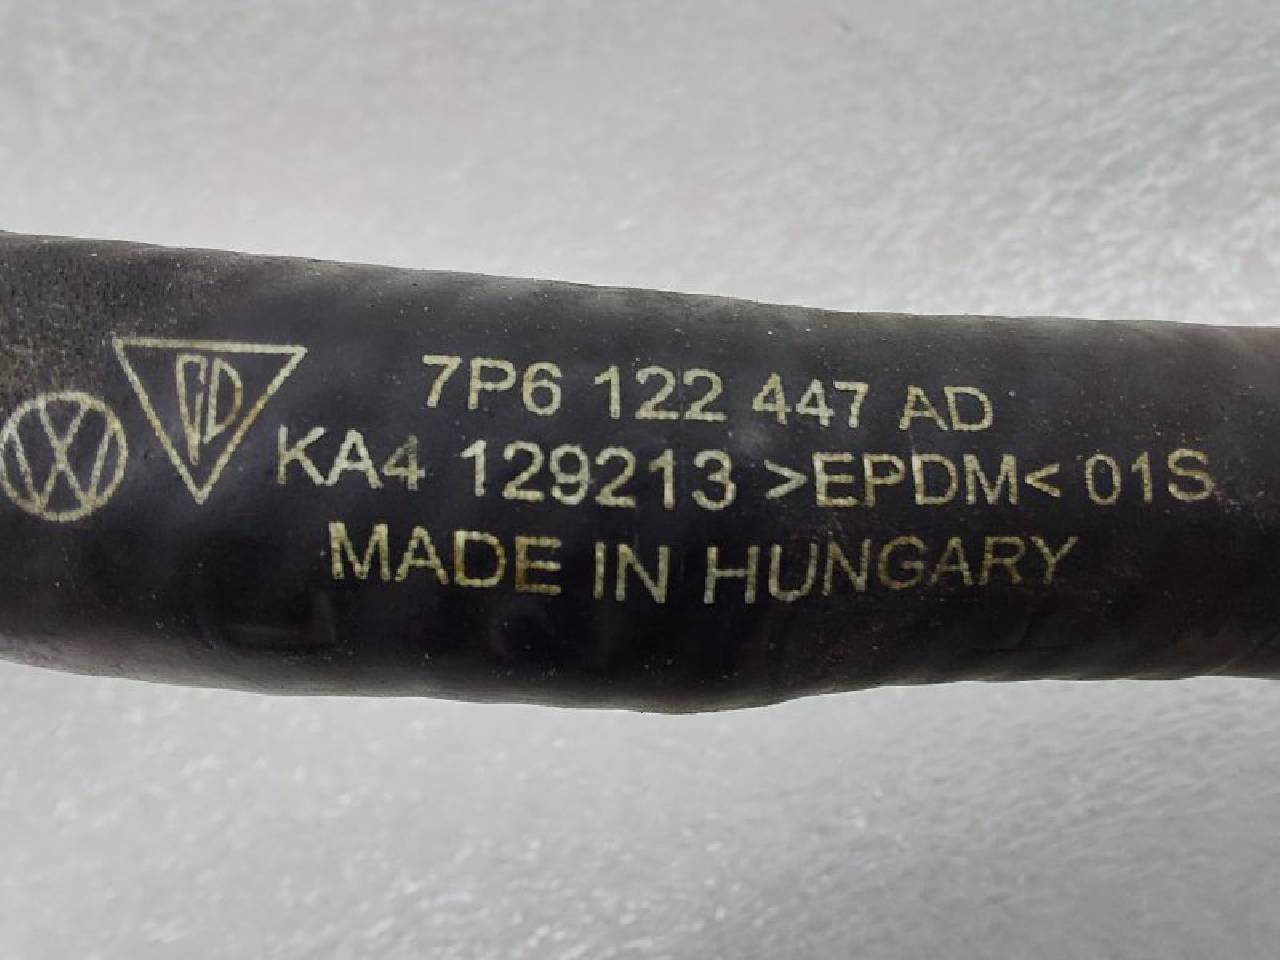 7P6 122 447 AD
KA4 129213 >EPDM< 01S
MADE IN HUNGARY